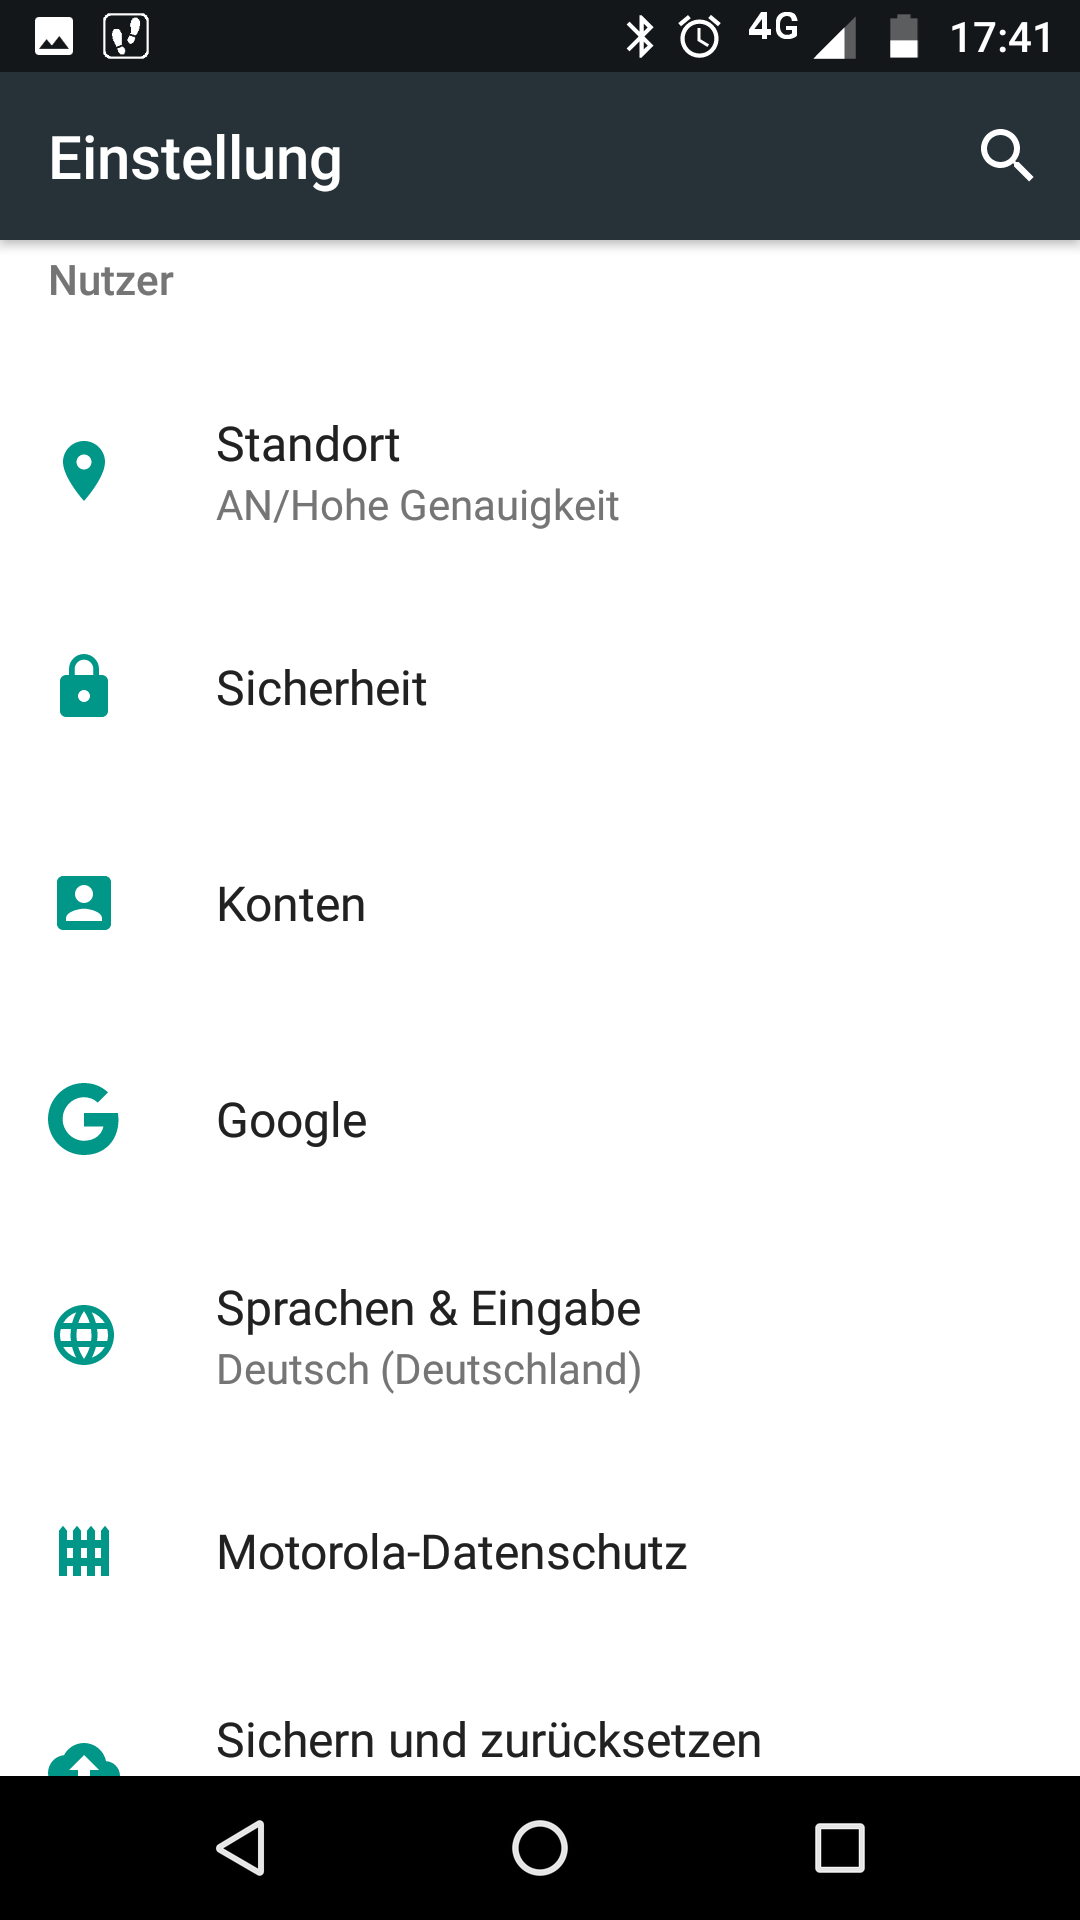 4G 17:41
Einstellung
Nutzer
Standort
AN/Hohe Genauigkeit
Sicherheit
Konten
Google
Sprachen & Eingabe
Deutsch (Deutschland)
Motorola-Datenschutz
Sichern und zurücksetzen